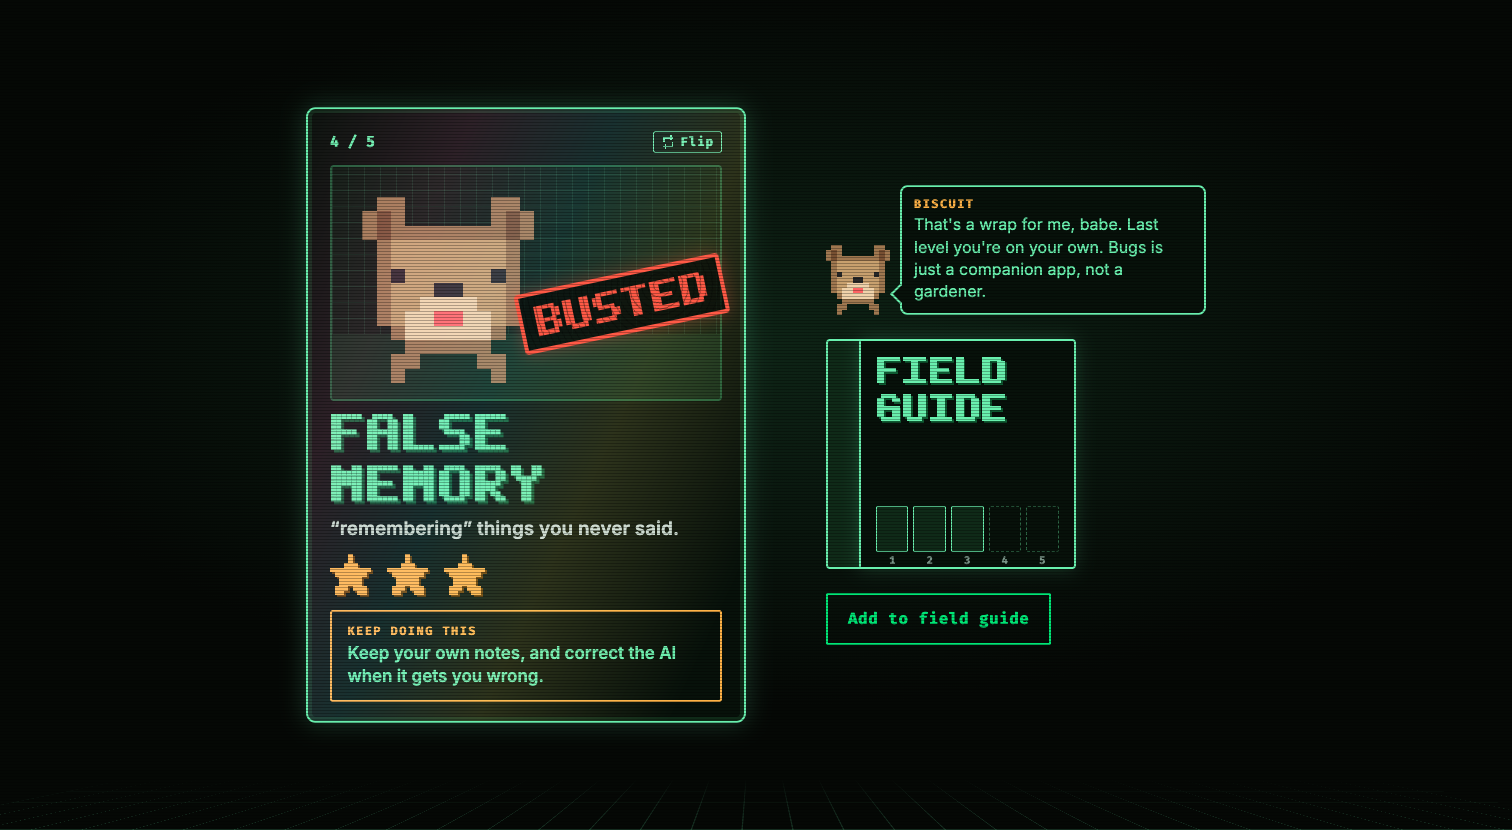 4 / 5
Flip
BUSTED
FALSE
MEMORY
“remembering” things you never said.
KEEP DOING THIS
Keep your own notes, and correct the AI
when it gets you wrong.
BISCUIT
That's a wrap for me, babe. Last
level you're on your own. Bugs is
just a companion app, not a
gardener.
FIELD
GUIDE
1 2 3 4 5
Add to field guide